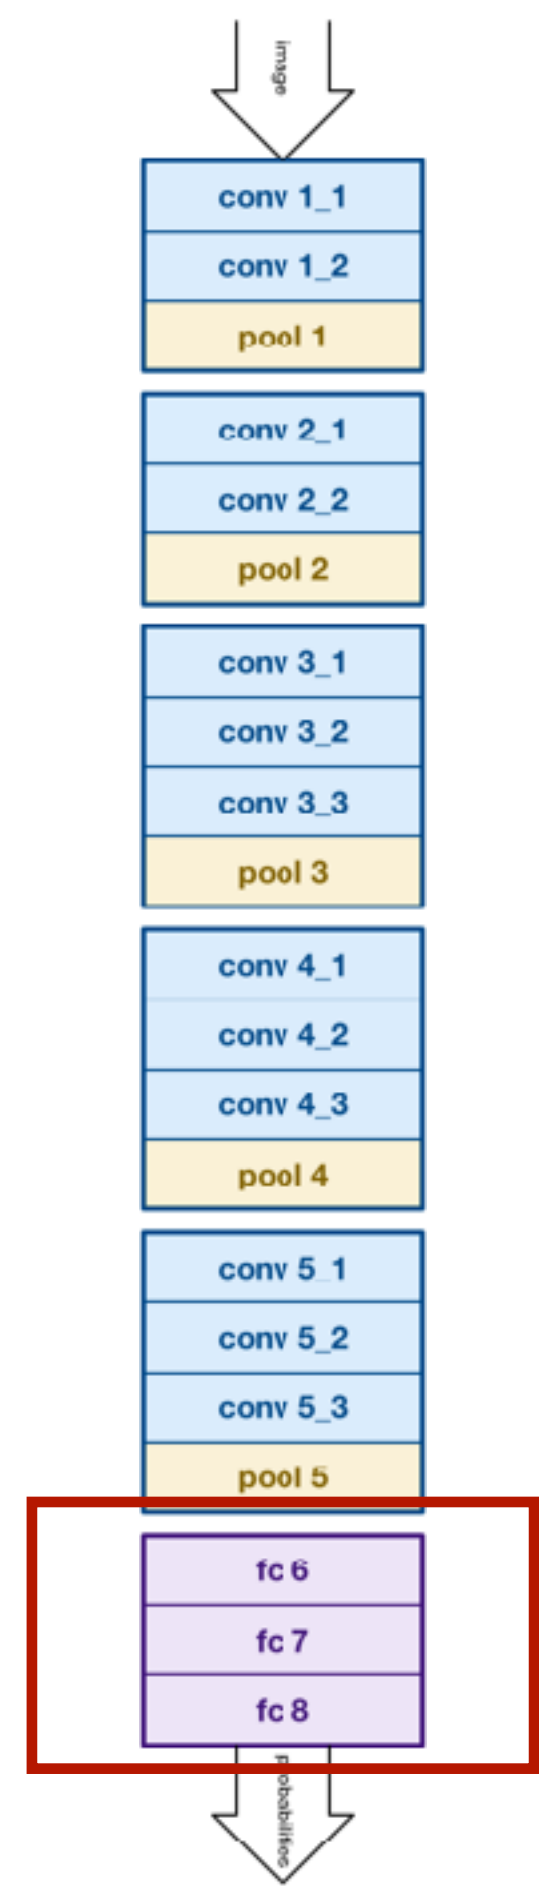 image
conv 1_1
conv 1_2
pool 1
conv 2_1
conv 2_2
pool 2
conv 3_1
conv 3_2
conv 3_3
pool 3
conv 4_1
conv 4_2
conv 4_3
pool 4
conv 5_1
conv 5_2
conv 5_3
pool 5
fc 6
fc 7
fc 8
probabilities